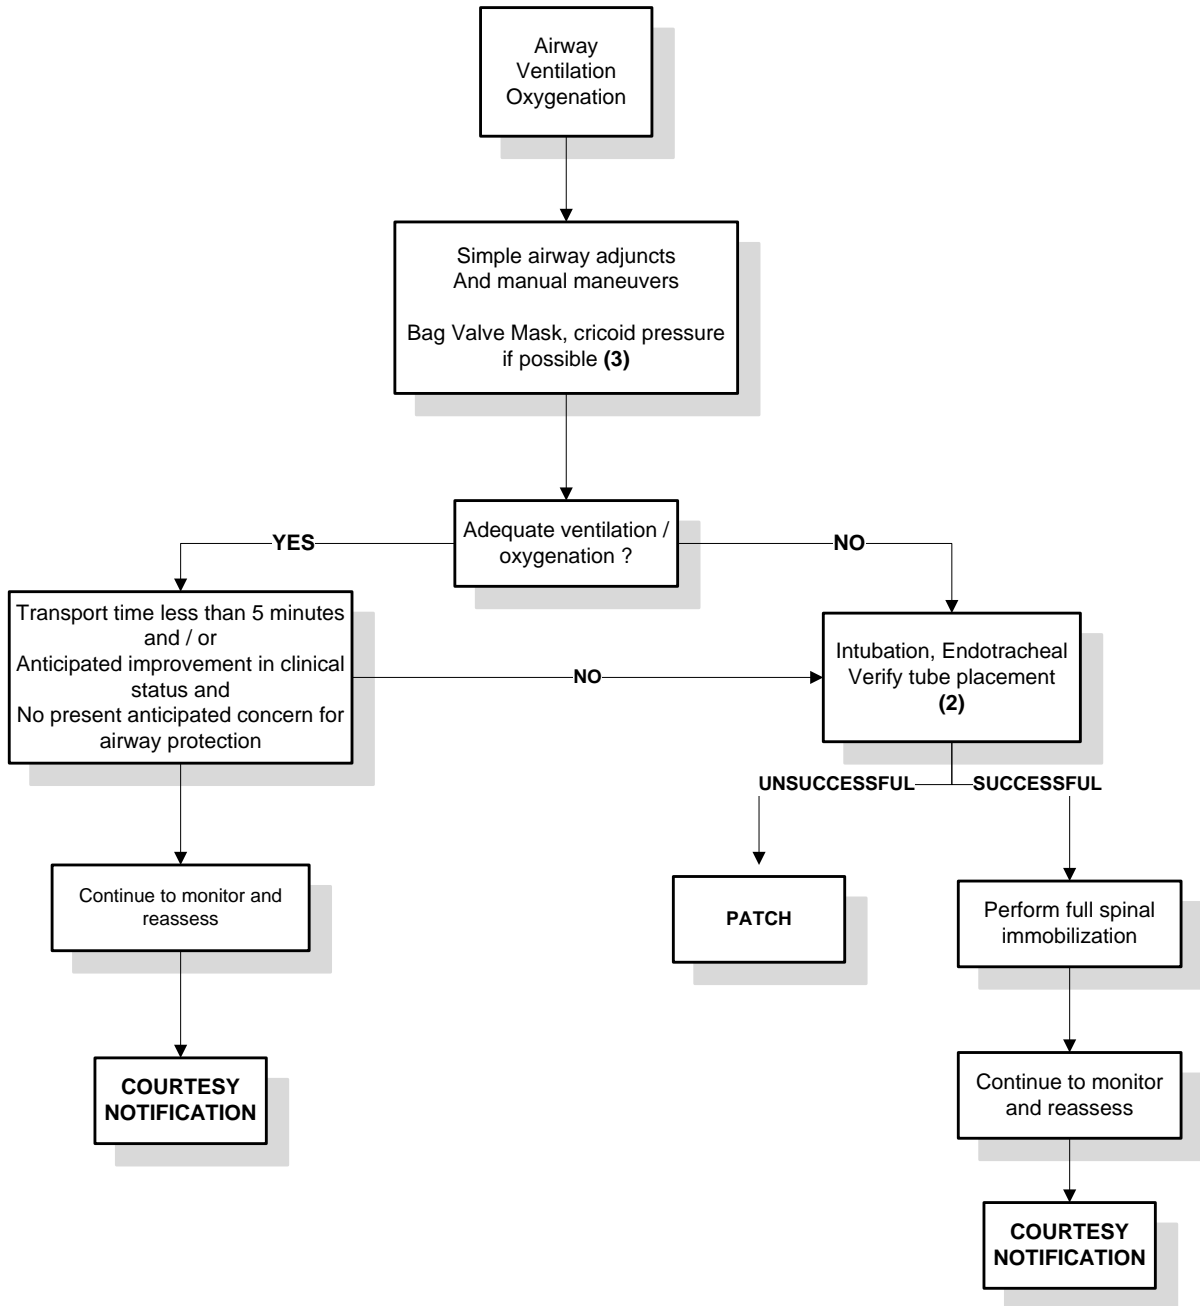 Airway
Ventilation
Oxygenation
Simple airway adjuncts
And manual maneuvers
Bag Valve Mask, cricoid pressure
if possible (3)
Adequate ventilation /
oxygenation ?
YES
NO
Transport time less than 5 minutes
and / or
Anticipated improvement in clinical
status and
No present anticipated concern for
airway protection
NO
Intubation, Endotracheal
Verify tube placement
(2)
UNSUCCESSFUL
SUCCESSFUL
Continue to monitor and
reassess
PATCH
Perform full spinal
immobilization
COURTESY
NOTIFICATION
Continue to monitor
and reassess
COURTESY
NOTIFICATION